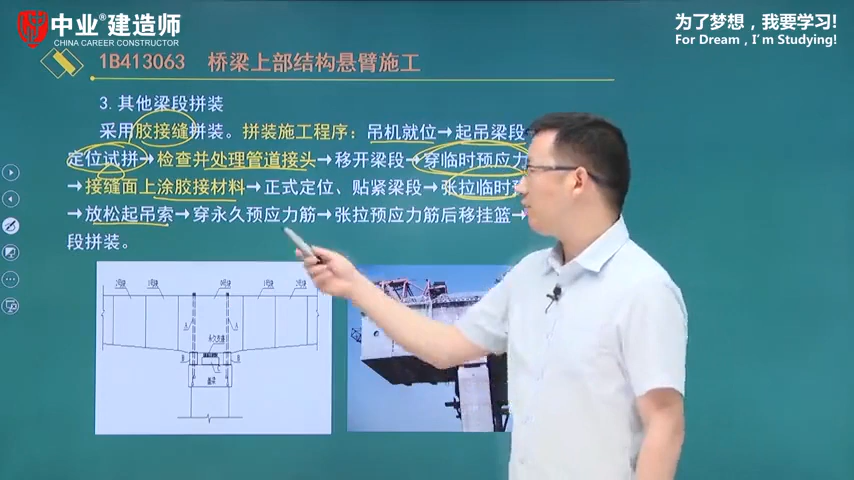 中业®建造师
CHINA CAREER CONSTRUCTOR
为了梦想，我要学习!
For Dream , I'm Studying!
1B413063 桥梁上部结构悬臂施工
3.其他梁段拼装
采用胶接缝拼装。拼装施工程序：吊机就位→起吊梁段
定位试拼→检查并处理管道接头→移开梁段→穿临时预应力
→接缝面上涂胶接材料→正式定位、贴紧梁段→张拉临时
→放松起吊索→穿永久预应力筋→张拉预应力筋后移挂篮→
段拼装。